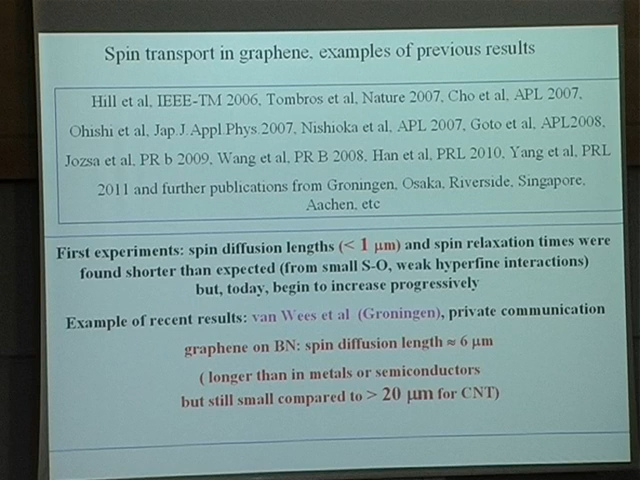 Spin transport in graphene, examples of previous results
Hill et al, IEEE-TM 2006, Tombros et al, Nature 2007, Cho et al, APL 2007,
Ohishi et al, Jap.J.Appl.Phys.2007, Nishioka et al, APL 2007, Goto et al, APL2008,
Jozsa et al, PR b 2009, Wang et al, PR B 2008, Han et al, PRL 2010, Yang et al, PRL
2011 and further publications from Groningen, Osaka, Riverside, Singapore,
Aachen, etc
First experiments: spin diffusion lengths (< 1 μm) and spin relaxation times were
found shorter than expected (from small S-O, weak hyperfine interactions)
but, today, begin to increase progressively
Example of recent results: van Wees et al (Groningen), private communication
graphene on BN: spin diffusion length ≈ 6 μm
( longer than in metals or semiconductors
but still small compared to > 20 μm for CNT)